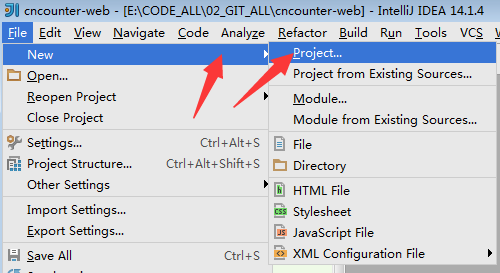 cncounter-web - [E:\CODE_ALL\02_GIT_ALL\cncounter-web] - IntelliJ IDEA 14.1.4
File Edit View Navigate Code Analyze Refactor Build Run Tools VCS
New
Open...
Reopen Project
Close Project
Settings... Ctrl+Alt+S
Project Structure... Ctrl+Alt+Shift+S
Other Settings
Import Settings...
Export Settings...
Save All Ctrl+S
Project...
Project from Existing Sources...
Module...
Module from Existing Sources...
File
Directory
HTML File
Stylesheet
JavaScript File
XML Configuration File